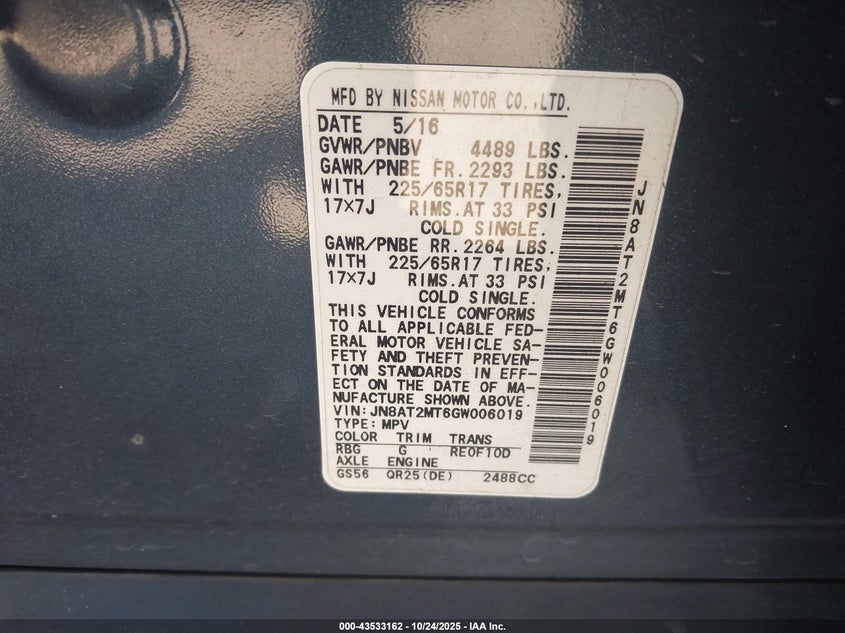 MFD BY NISSAN MOTOR CO.,LTD.
DATE 5/16
GVWR/PNBV 4489 LBS.
GAWR/PNBE FR. 2293 LBS.
WITH 225/65R17 TIRES,
17×7J RIMS.AT 33 PSI
COLD SINGLE.
GAWR/PNBE RR. 2264 LBS.
WITH 225/65R17 TIRES,
17×7J RIMS.AT 33 PSI
COLD SINGLE.
THIS VEHICLE CONFORMS
TO ALL APPLICABLE FED-
ERAL MOTOR VEHICLE SA-
FETY AND THEFT PREVEN-
TION STANDARDS IN EFF-
ECT ON THE DATE OF MA-
NUFACTURE SHOWN ABOVE.
VIN: JN8AT2MT6GW006019
TYPE: MPV
COLOR TRIM TRANS
RBG G RE0F10D
AXLE ENGINE
GS56 QR25(DE) 2488CC
JN8AT2MT6GW006019
000-43533162 - 10/24/2025 - IAA Inc.